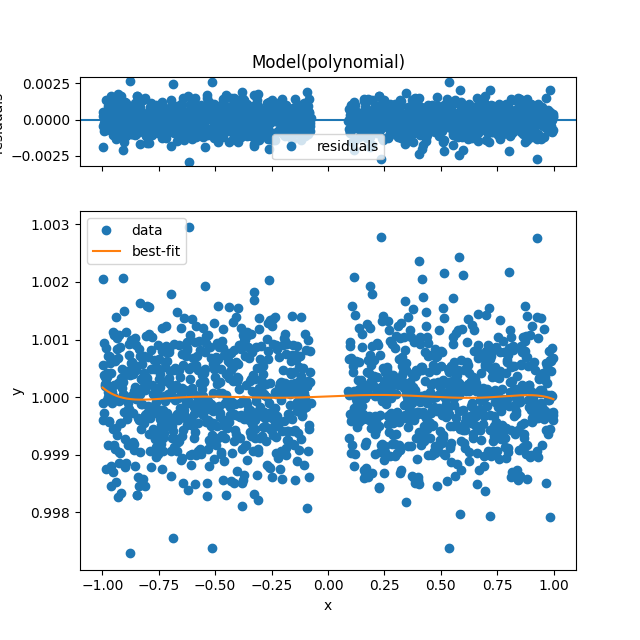 Model(polynomial)
0.0025
0.0000
−0.0025
residuals
residuals
1.003
1.002
1.001
1.000
0.999
0.998
data
best-fit
y
−1.00 −0.75 −0.50 −0.25 0.00 0.25 0.50 0.75 1.00
x